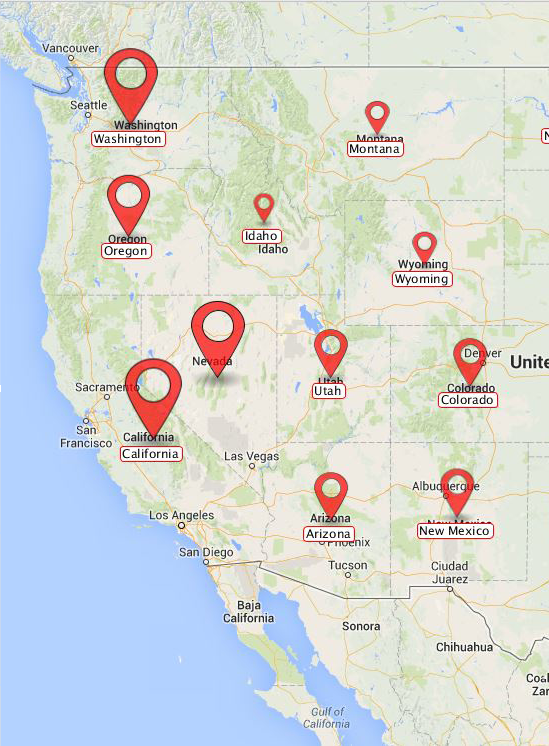 Vancouver
Seattle
Washington
Washington
Montana
Montana
N
Oregon
Oregon
Idaho
Idaho
Wyoming
Wyoming
Nevada
Denver
Unite
Utah
Utah
Colorado
Colorado
Sacramento
San
Francisco
California
California
Las Vegas
Albuquerque
Los Angeles
Arizona
Arizona
Phoenix
New Mexico
New Mexico
San Diego
Tucson
Ciudad
Juarez
Baja
California
Sonora
Chihuahua
Coa
Zar
Gulf of
California